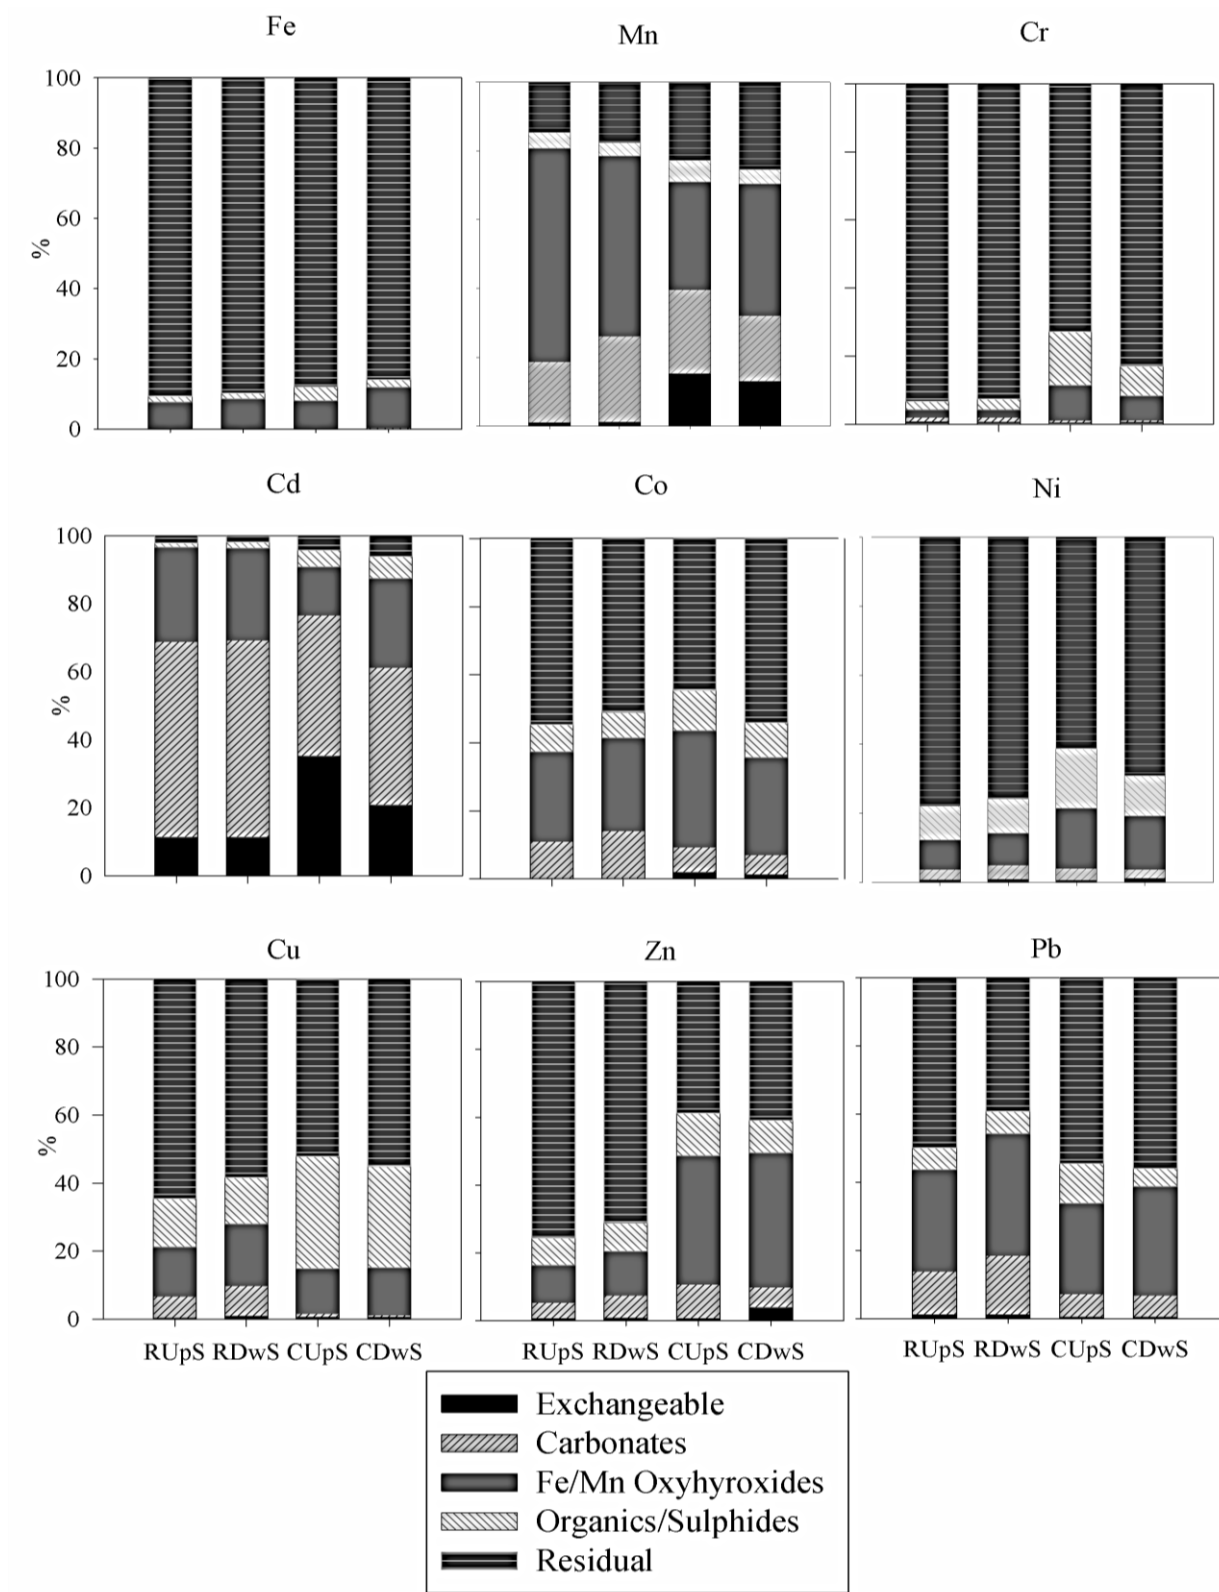 Fe Mn Cr
100
80
60
%
40
20
0
Cd Co Ni
100
80
60
%
40
20
0
Cu Zn Pb
100
80
60
%
40
20
0
RUpS RDwS CUpS CDwS RUpS RDwS CUpS CDwS RUpS RDwS CUpS CDwS
Exchangeable
Carbonates
Fe/Mn Oxyhyroxides
Organics/Sulphides
Residual